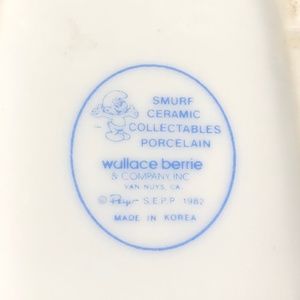 SMURF
CERAMIC
COLLECTABLES
PORCELAIN
wallace berrie
& COMPANY INC
VAN NUYS, CA.
© Peyo S.E.P.P. 1982
MADE IN KOREA